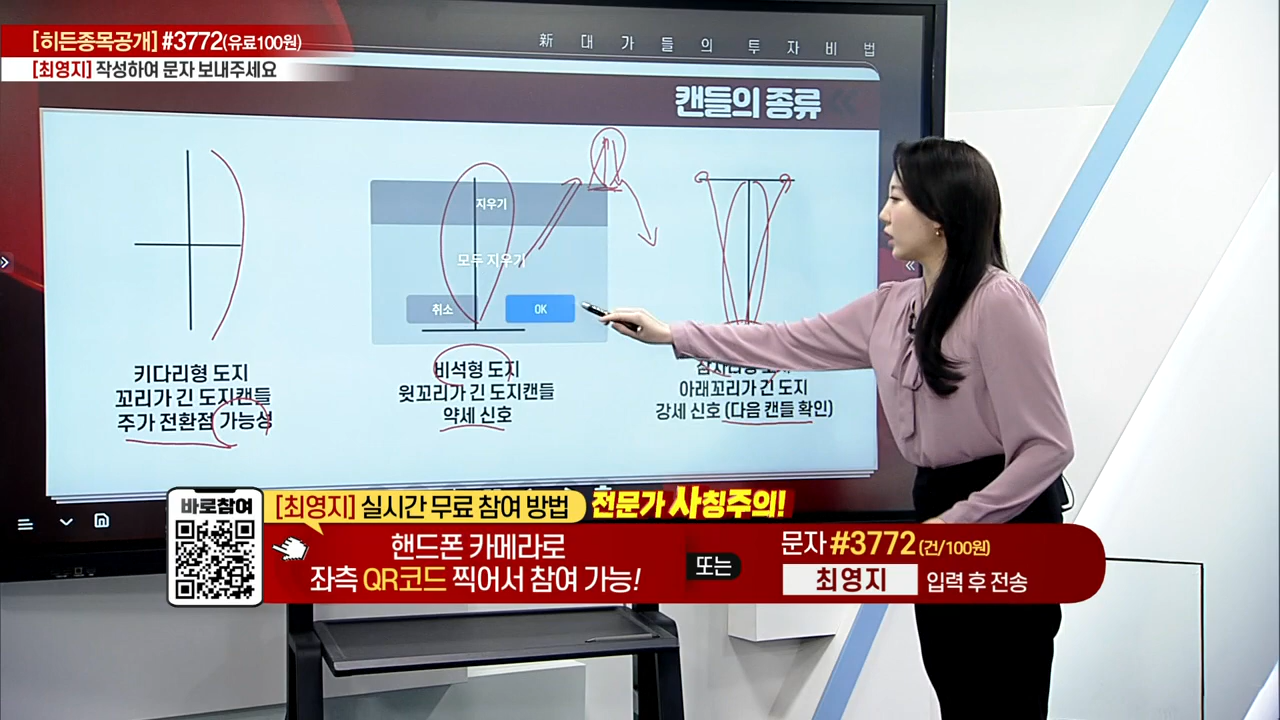 [히든종목공개] #3772(유료100원)
[최영지] 작성하여 문자 보내주세요
新 대 가 들 의 투 자 비 법
캔들의 종류
지우기
모두 지우기
취소
OK
키다리형 도지
꼬리가 긴 도지캔들
주가 전환점 가능성
비석형 도지
윗꼬리가 긴 도지캔들
약세 신호
도지
아래꼬리가 긴 도지
강세 신호 (다음 캔들 확인)
바로참여
[최영지] 실시간 무료 참여 방법
전문가 사칭주의!
핸드폰 카메라로
좌측 QR코드 찍어서 참여 가능!
또는
문자 #3772 (건/100원)
최영지 입력 후 전송